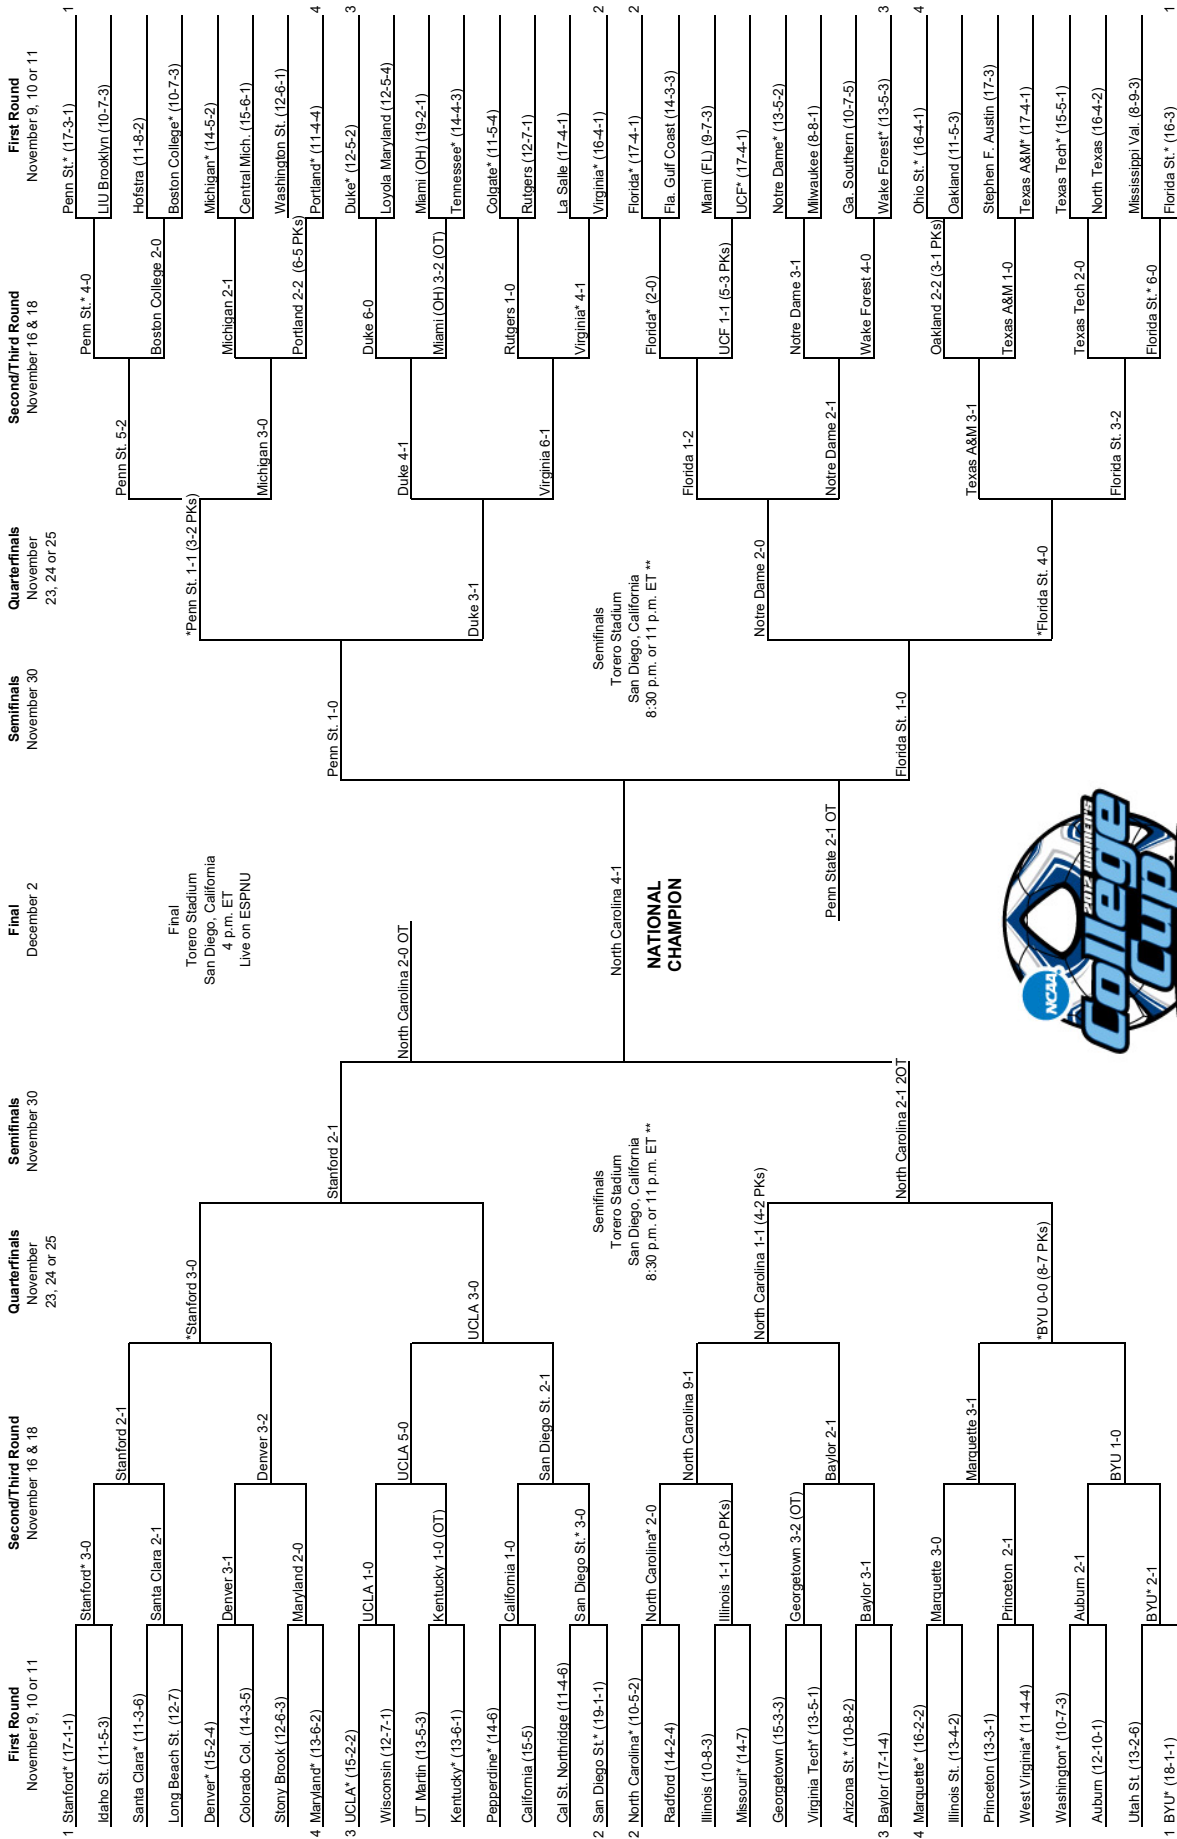 First Round
November 9, 10 or 11
Second/Third Round
November 16 & 18
Quarterfinals
November
23, 24 or 25
Semifinals
November 30
Final
December 2
Semifinals
November 30
Quarterfinals
November
23, 24 or 25
Second/Third Round
November 16 & 18
First Round
November 9, 10 or 11
1 Stanford* (17-1-1)
Idaho St. (11-5-3)
Santa Clara* (11-3-6)
Long Beach St. (12-7)
Denver* (15-2-4)
Colorado Col. (14-3-5)
Stony Brook (12-6-3)
4 Maryland* (13-6-2)
3 UCLA* (15-2-2)
Wisconsin (12-7-1)
UT Martin (13-5-3)
Kentucky* (13-6-1)
Pepperdine* (14-6)
California (15-5)
Cal St. Northridge (11-4-6)
2 San Diego St.* (19-1-1)
2 North Carolina* (10-5-2)
Radford (14-2-4)
Illinois (10-8-3)
Missouri* (14-7)
Georgetown (15-3-3)
Virginia Tech* (13-5-1)
Arizona St.* (10-8-2)
3 Baylor (17-1-4)
4 Marquette* (16-2-2)
Illinois St. (13-4-2)
Princeton (13-3-1)
West Virginia* (11-4-4)
Washington* (10-7-3)
Auburn (12-10-1)
Utah St. (13-2-6)
1 BYU* (18-1-1)
Stanford* 3-0
Santa Clara 2-1
Denver 3-1
Maryland 2-0
UCLA 1-0
Kentucky 1-0 (OT)
California 1-0
San Diego St.* 3-0
North Carolina* 2-0
Illinois 1-1 (3-0 PKs)
Georgetown 3-2 (OT)
Baylor 3-1
Marquette 3-0
Princeton 2-1
Auburn 2-1
BYU* 2-1
Stanford 2-1
Denver 3-2
UCLA 5-0
San Diego St. 2-1
North Carolina 9-1
Baylor 2-1
Marquette 3-1
BYU 1-0
*Stanford 3-0
UCLA 3-0
North Carolina 1-1 (4-2 PKs)
*BYU 0-0 (8-7 PKs)
Stanford 2-1
Semifinals
Torero Stadium
San Diego, California
8:30 p.m. or 11 p.m. ET **
North Carolina 2-1 2OT
Final
Torero Stadium
San Diego, California
4 p.m. ET
Live on ESPNU
North Carolina 2-0 OT
North Carolina 4-1
NATIONAL
CHAMPION
Penn State 2-1 OT
NCAA
2012 WOMEN'S
College
Cup
Penn St. 1-0
Semifinals
Torero Stadium
San Diego, California
8:30 p.m. or 11 p.m. ET **
Florida St. 1-0
*Penn St. 1-1 (3-2 PKs)
Duke 3-1
Notre Dame 2-0
*Florida St. 4-0
Penn St. 5-2
Michigan 3-0
Duke 4-1
Virginia 6-1
Florida 1-2
Notre Dame 2-1
Texas A&M 3-1
Florida St. 3-2
Penn St.* 4-0
Boston College 2-0
Michigan 2-1
Portland 2-2 (6-5 PKs)
Duke 6-0
Miami (OH) 3-2 (OT)
Rutgers 1-0
Virginia* 4-1
Florida* (2-0)
UCF 1-1 (5-3 PKs)
Notre Dame 3-1
Wake Forest 4-0
Oakland 2-2 (3-1 PKs)
Texas A&M 1-0
Texas Tech 2-0
Florida St.* 6-0
Penn St.* (17-3-1) 1
LIU Brooklyn (10-7-3)
Hofstra (11-8-2)
Boston College* (10-7-3)
Michigan* (14-5-2)
Central Mich. (15-6-1)
Washington St. (12-6-1)
Portland* (11-4-4) 4
Duke* (12-5-2) 3
Loyola Maryland (12-5-4)
Miami (OH) (19-2-1)
Tennessee* (14-4-3)
Colgate* (11-5-4)
Rutgers (12-7-1)
La Salle (17-4-1)
Virginia* (16-4-1) 2
Florida* (17-4-1) 2
Fla. Gulf Coast (14-3-3)
Miami (FL) (9-7-3)
UCF* (17-4-1)
Notre Dame* (13-5-2)
Milwaukee (8-8-1)
Ga. Southern (10-7-5)
Wake Forest* (13-5-3) 3
Ohio St.* (16-4-1) 4
Oakland (11-5-3)
Stephen F. Austin (17-3)
Texas A&M* (17-4-1)
Texas Tech* (15-5-1)
North Texas (16-4-2)
Mississippi Val. (8-9-3)
Florida St.* (16-3) 1